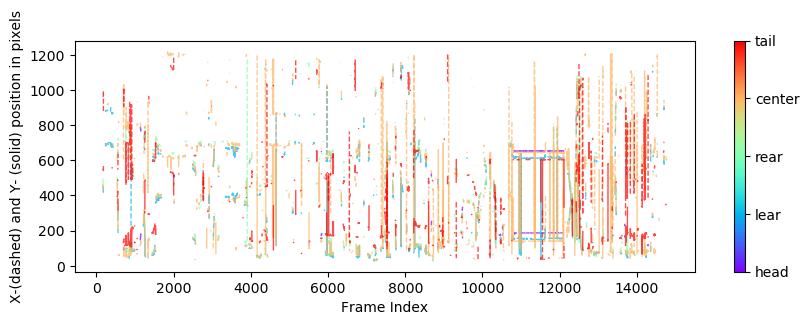 X-(dashed) and Y- (solid) position in pixels
1200
1000
800
600
400
200
0
0 2000 4000 6000 8000 10000 12000 14000
Frame Index
tail
center
rear
lear
head